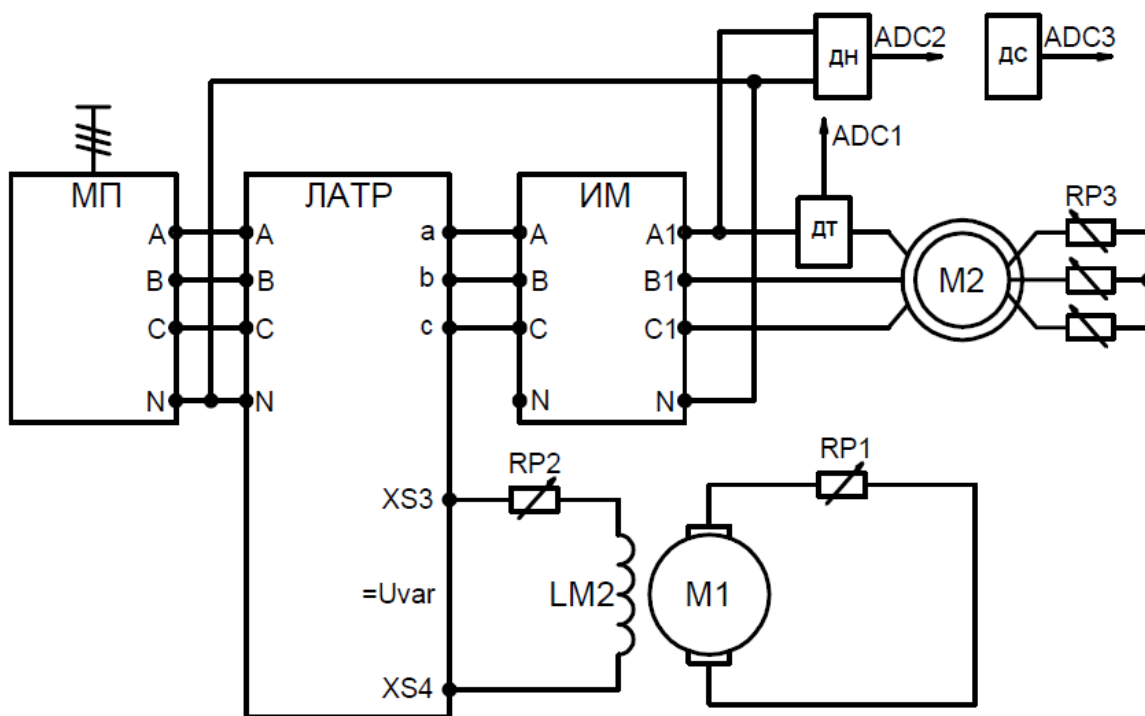 ДН
ADC2
ДС
ADC3
ADC1
МП
ЛАТР
ИМ
RP3
A
A
a
A
A1
ДТ
B
B
b
B
B1
M2
C
C
c
C
C1
N
N
N
N
RP2
RP1
XS3
=Uvar
LM2
M1
XS4